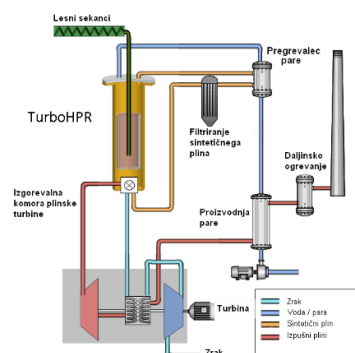 Lesni sekanci
Pregrevalec
pare
TurboHPR
Filtriranje
sintetičnega
plina
Daljinsko
ogrevanje
Izgorevalna
komora plinske
turbine
Proizvodnja
pare
Turbina
Zrak
Voda / para
Sintetični plin
Izpušni plini
Zrak